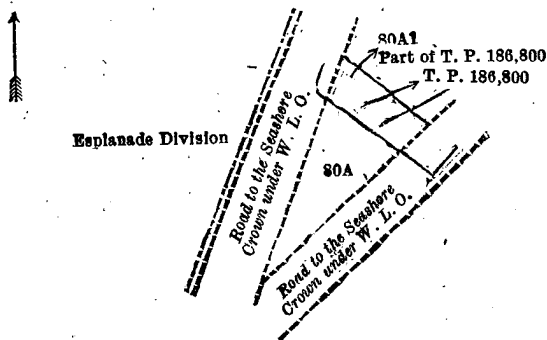 80A1
Part of T. P. 186,800
T. P. 186,800
Esplanade Division
Road to the Seashore
Crown under W. L. O.
80A
Road to the Seashore
Crown under W. L. O.